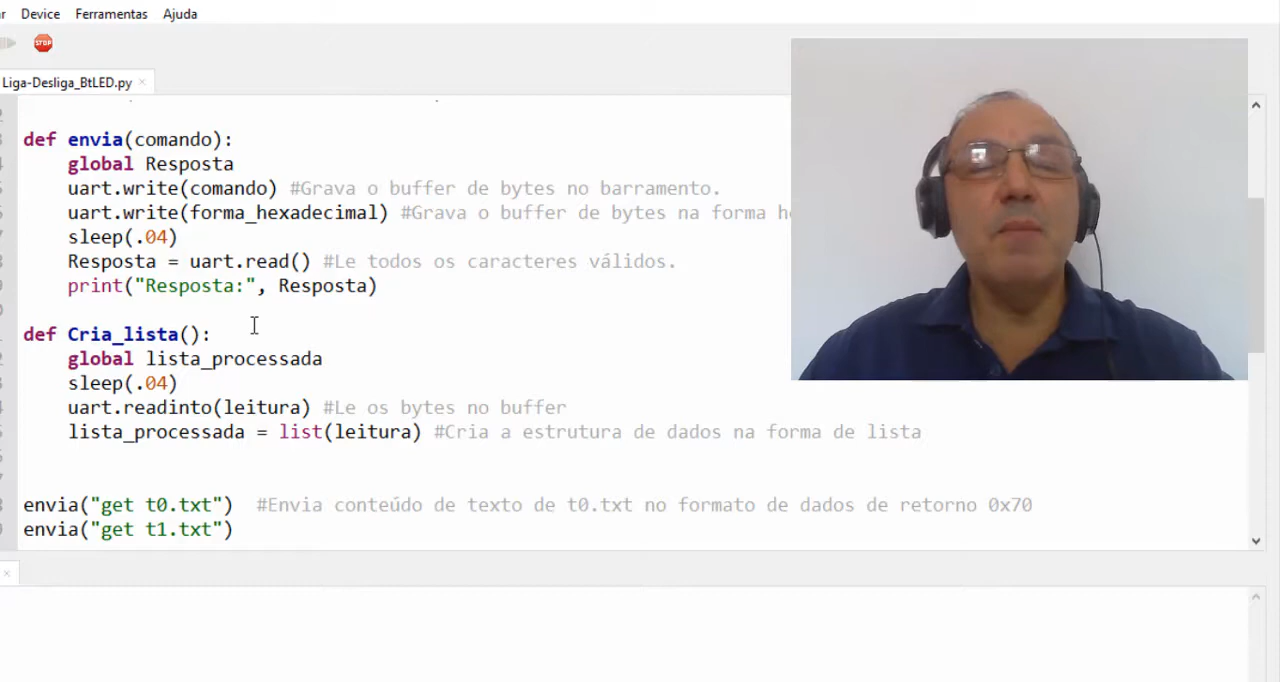 Device Ferramentas Ajuda
STOP
Liga-Desliga_BtLED.py
def envia(comando):
global Resposta
uart.write(comando) #Grava o buffer de bytes no barramento.
uart.write(forma_hexadecimal) #Grava o buffer de bytes na forma
sleep(.04)
Resposta = uart.read() #Le todos os caracteres válidos.
print("Resposta:", Resposta)
def Cria_lista():
global lista_processada
sleep(.04)
uart.readinto(leitura) #Le os bytes no buffer
lista_processada = list(leitura) #Cria a estrutura de dados na forma de lista
envia("get t0.txt") #Envia conteúdo de texto de t0.txt no formato de dados de retorno 0x70
envia("get t1.txt")